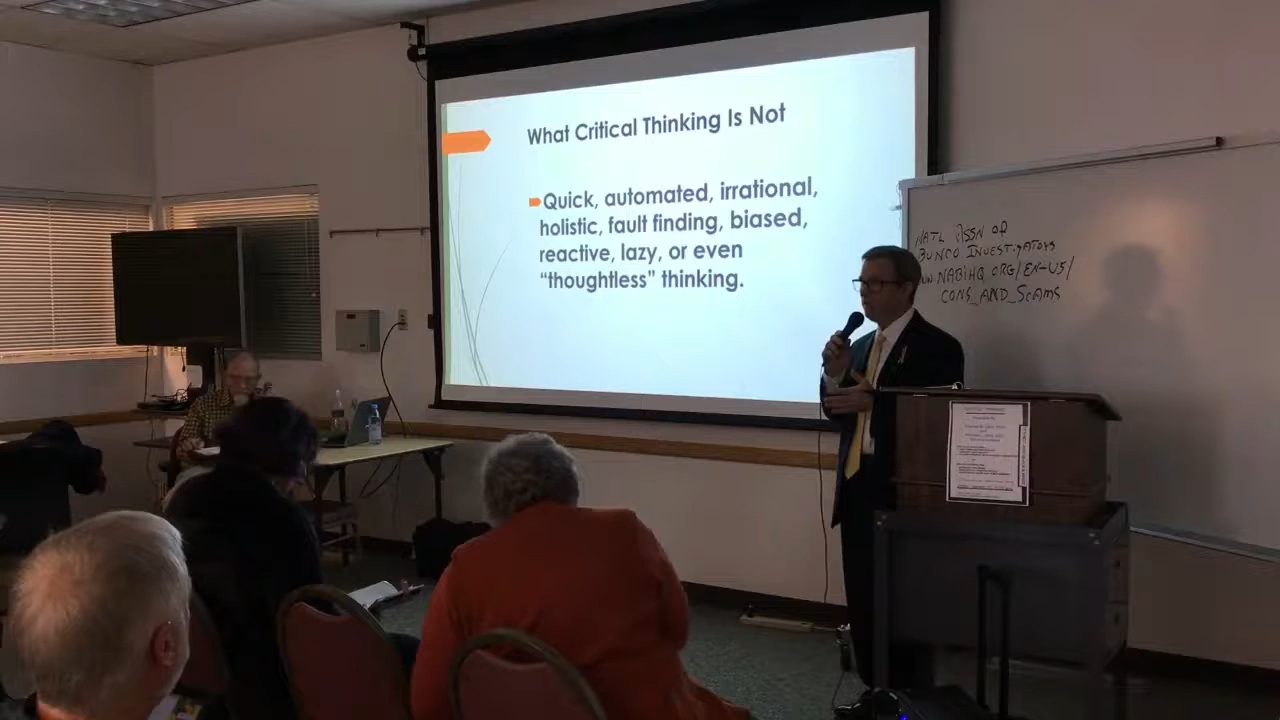 What Critical Thinking Is Not
Quick, automated, irrational,
holistic, fault finding, biased,
reactive, lazy, or even
“thoughtless” thinking.
NATL ASSN OF
BUNCO INVESTIGATORS
NABIHQ.ORG/EN-US/
CONS_AND_SCAMS